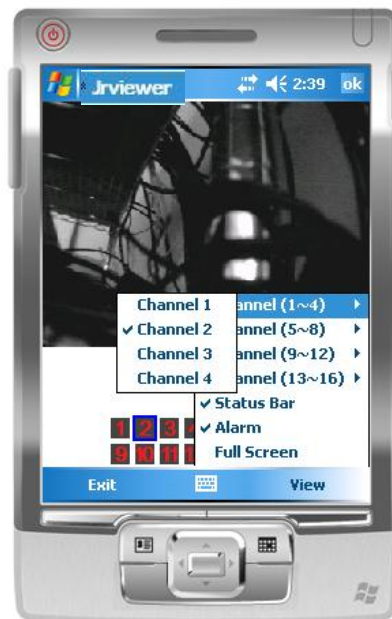 Jrviewer 2:39 ok
Channel 1 annel (1~4)
Channel 2 annel (5~8)
Channel 3 annel (9~12)
Channel 4 annel (13~16)
Status Bar
1 2 3 Alarm
9 10 11 Full Screen
Exit View